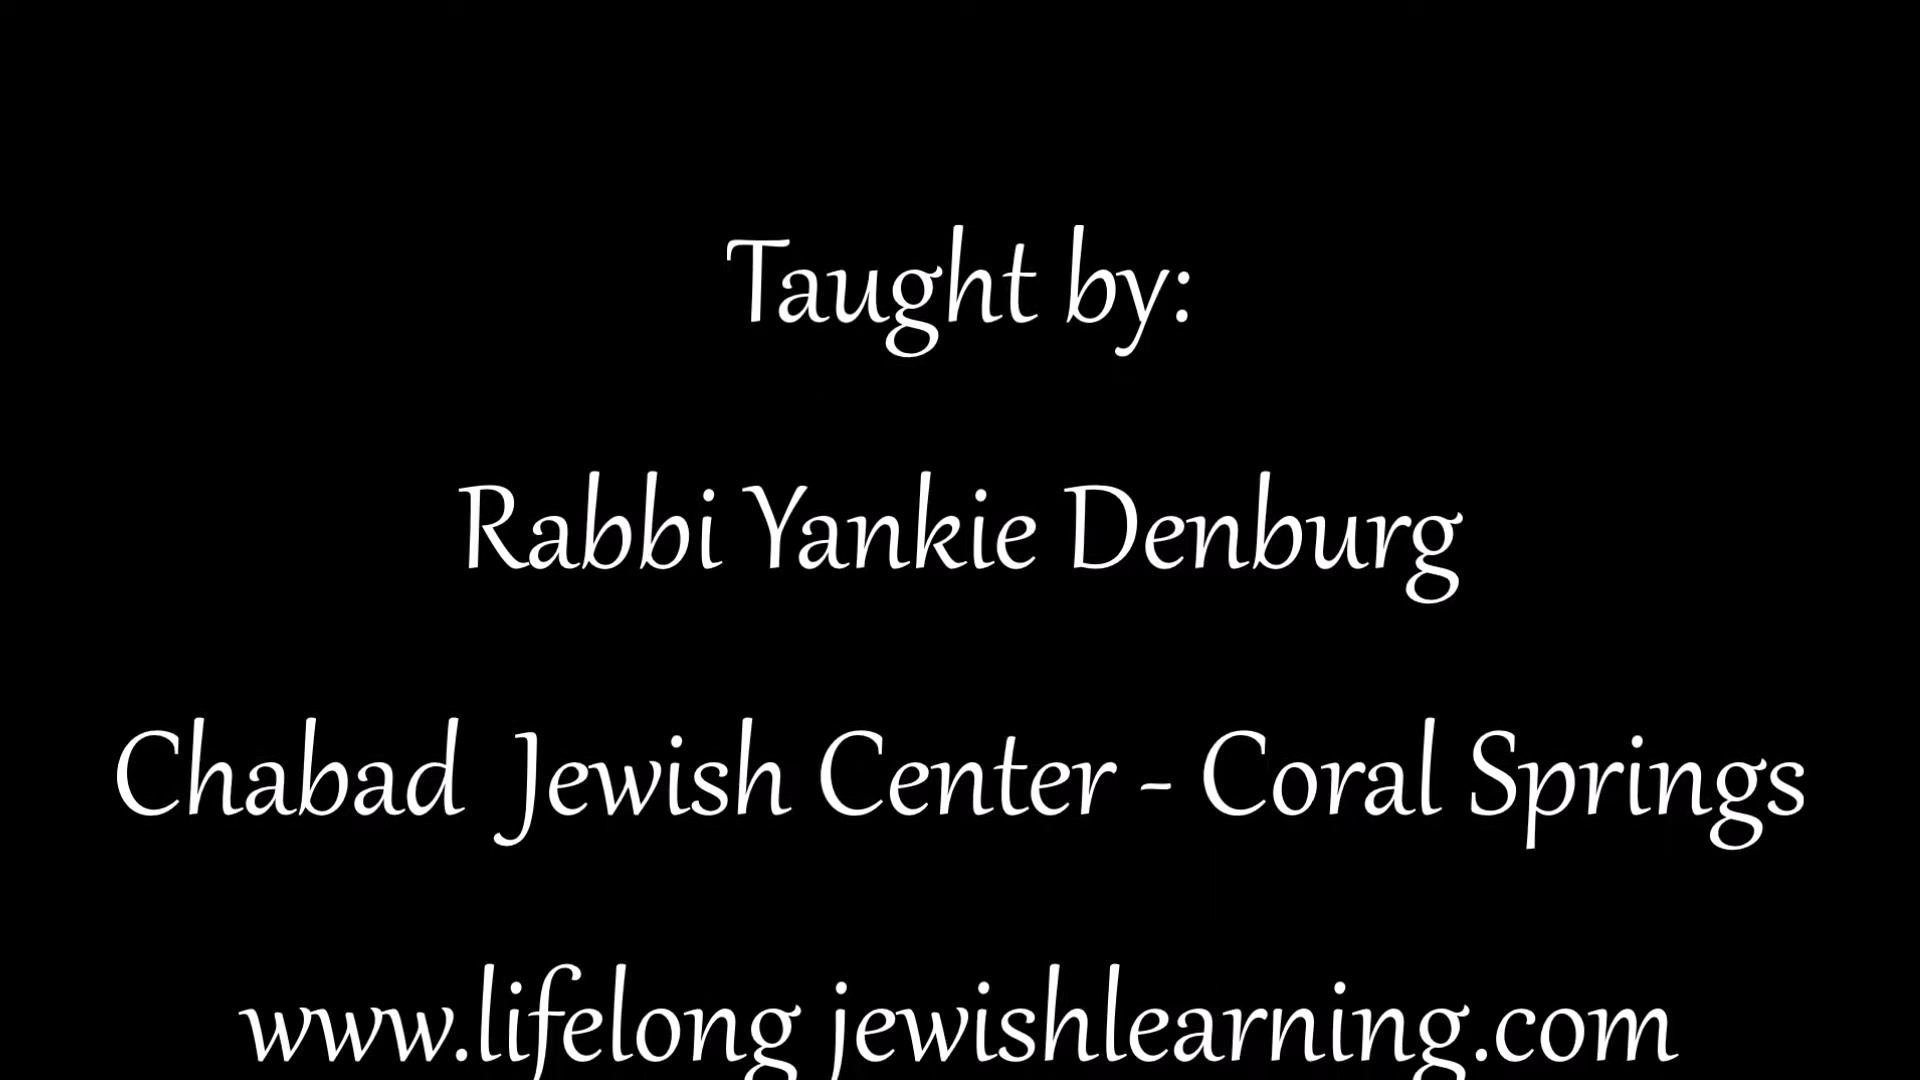 Taught by:
Rabbi Yankie Denburg
Chabad Jewish Center - Coral Springs
www.lifelong jewishlearning.com